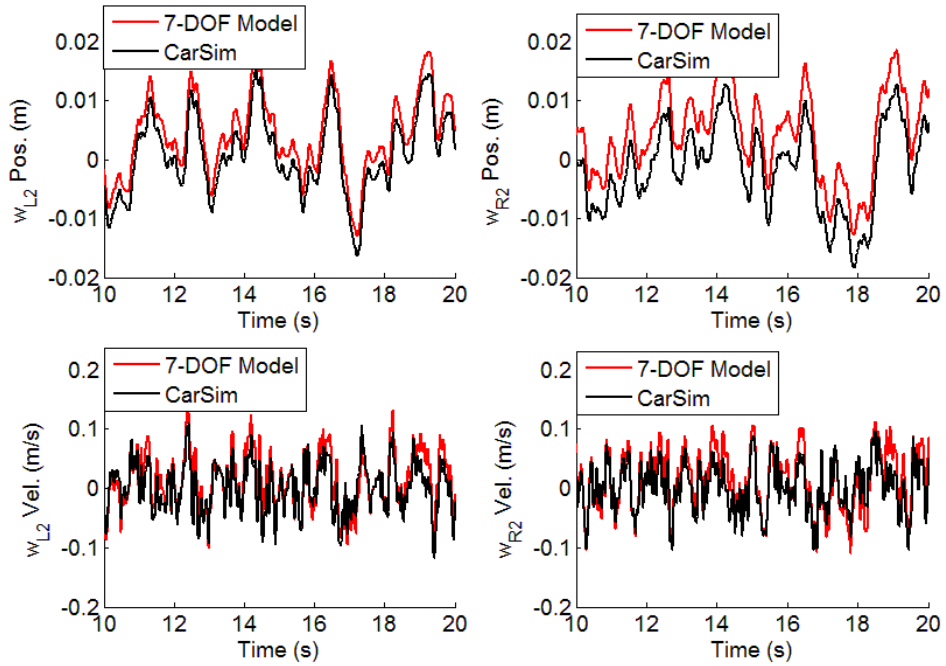 7-DOF Model
CarSim
0.02
0.01
0
-0.01
-0.02
w_L2 Pos. (m)
10 12 14 16 18 20
Time (s)
7-DOF Model
CarSim
0.02
0.01
0
-0.01
-0.02
w_R2 Pos. (m)
10 12 14 16 18 20
Time (s)
7-DOF Model
CarSim
0.2
0.1
0
-0.1
-0.2
w_L2 Vel. (m/s)
10 12 14 16 18 20
Time (s)
7-DOF Model
CarSim
0.2
0.1
0
-0.1
-0.2
w_R2 Vel. (m/s)
10 12 14 16 18 20
Time (s)